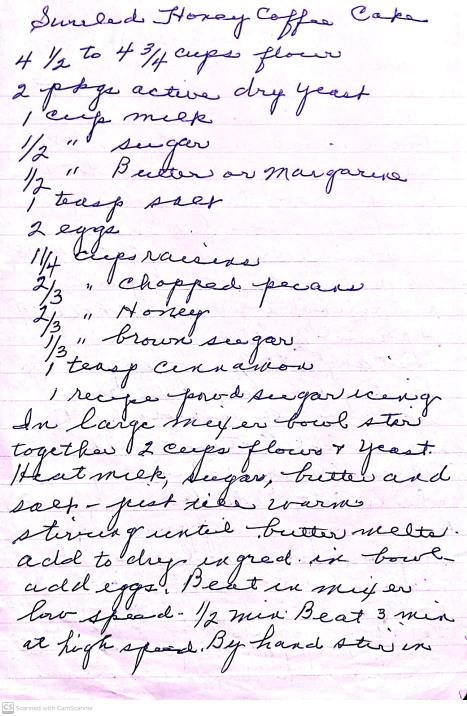 Swirled Honey Coffee Cake
4 1/2 to 4 3/4 cups flour
2 pkgs active dry yeast
1 cup milk
1/2 " sugar
1/2 " Butter or Margarine
1 teasp salt
2 eggs
1 1/4 cups raisins
2/3 " chopped pecans
2/3 " Honey
1/3 " brown sugar
1 teasp cinnamon
1 recipe powd sugar icing
In large mixer bowl stir
together 2 cups flour & yeast.
Heat milk, sugar, butter and
salt - just til warm
stirring until butter melts.
add to dry ingred. in bowl
add eggs. Beat in mixer
low speed - 1/2 min. Beat 3 min
at high speed. By hand stir in
CS Scanned with CamScanner